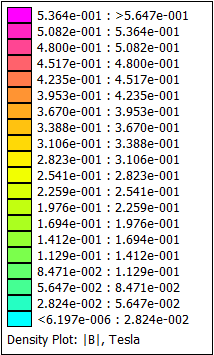 5.364e-001 : >5.647e-001
5.082e-001 : 5.364e-001
4.800e-001 : 5.082e-001
4.517e-001 : 4.800e-001
4.235e-001 : 4.517e-001
3.953e-001 : 4.235e-001
3.670e-001 : 3.953e-001
3.388e-001 : 3.670e-001
3.106e-001 : 3.388e-001
2.823e-001 : 3.106e-001
2.541e-001 : 2.823e-001
2.259e-001 : 2.541e-001
1.976e-001 : 2.259e-001
1.694e-001 : 1.976e-001
1.412e-001 : 1.694e-001
1.129e-001 : 1.412e-001
8.471e-002 : 1.129e-001
5.647e-002 : 8.471e-002
2.824e-002 : 5.647e-002
<6.197e-006 : 2.824e-002
Density Plot: |B|, Tesla